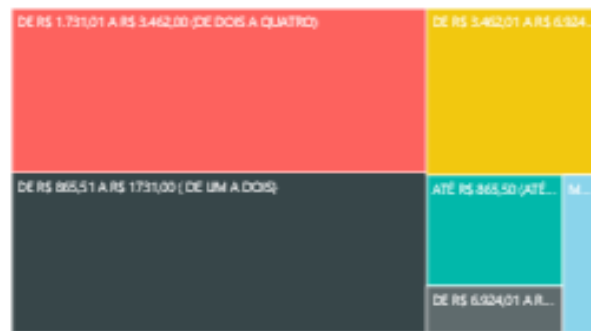 DE R$ 1.731,01 A R$ 3.462,00 (DE DOIS A QUATRO)
DE R$ 3.462,01 A R$ 6.924...
DE R$ 865,51 A R$ 1731,00 ( DE UM A DOIS)
ATÉ R$ 865,50 (ATÉ...
M...
DE R$ 6.924,01 A R...